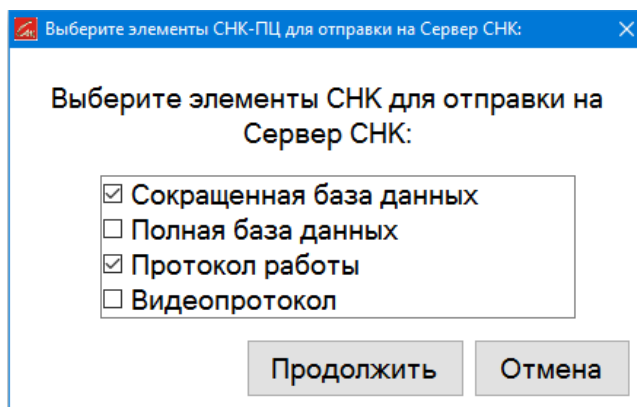 Выберите элементы СНК-ПЦ для отправки на Сервер СНК:
Выберите элементы СНК для отправки на
Сервер СНК:
Сокращенная база данных
Полная база данных
Протокол работы
Видеопротокол
Продолжить Отмена